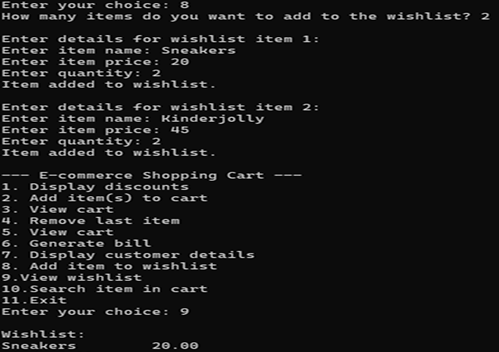 Enter your choice: 8
How many items do you want to add to the wishlist? 2
Enter details for wishlist item 1:
Enter item name: Sneakers
Enter item price: 20
Enter quantity: 2
Item added to wishlist.
Enter details for wishlist item 2:
Enter item name: Kinderjolly
Enter item price: 45
Enter quantity: 2
Item added to wishlist.
--- E-commerce Shopping Cart ---
1. Display discounts
2. Add item(s) to cart
3. View cart
4. Remove last item
5. View cart
6. Generate bill
7. Display customer details
8. Add item to wishlist
9.View wishlist
10.Search item in cart
11.Exit
Enter your choice: 9
Wishlist:
Sneakers 20.00